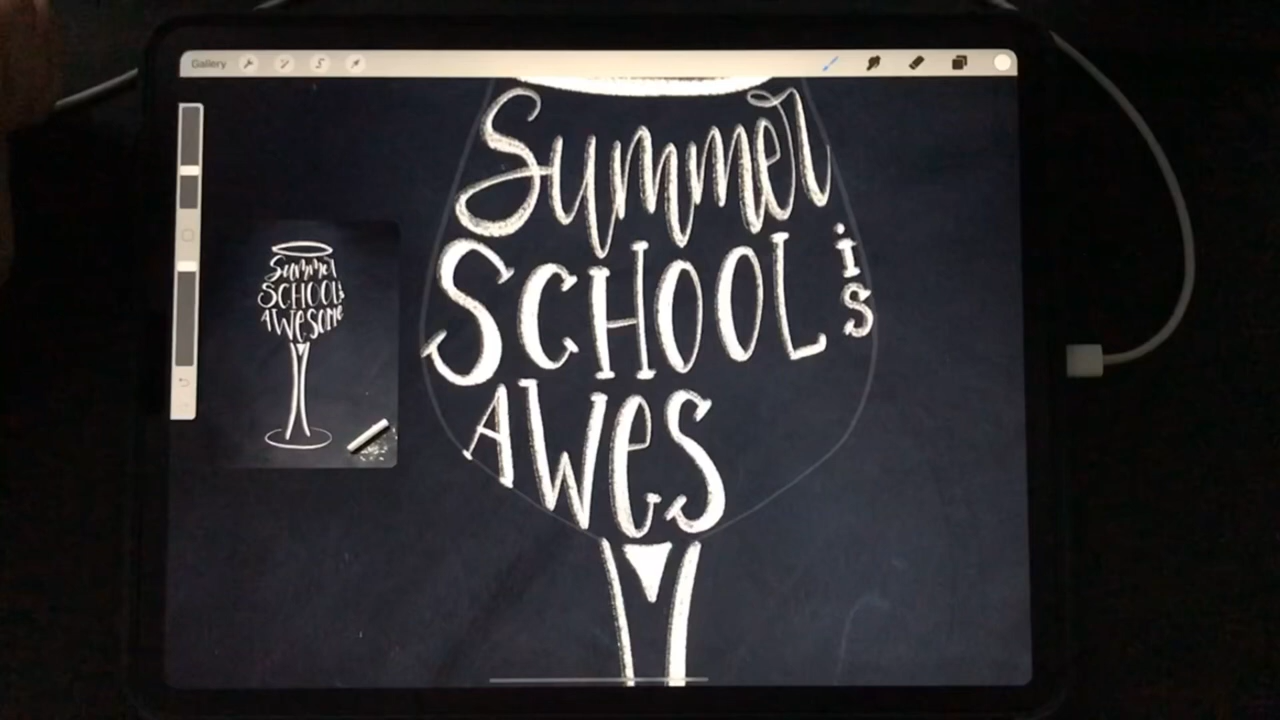 Gallery
Summer
SCHOOL is
AWES
Summer
SCHOOL is
AWESOME